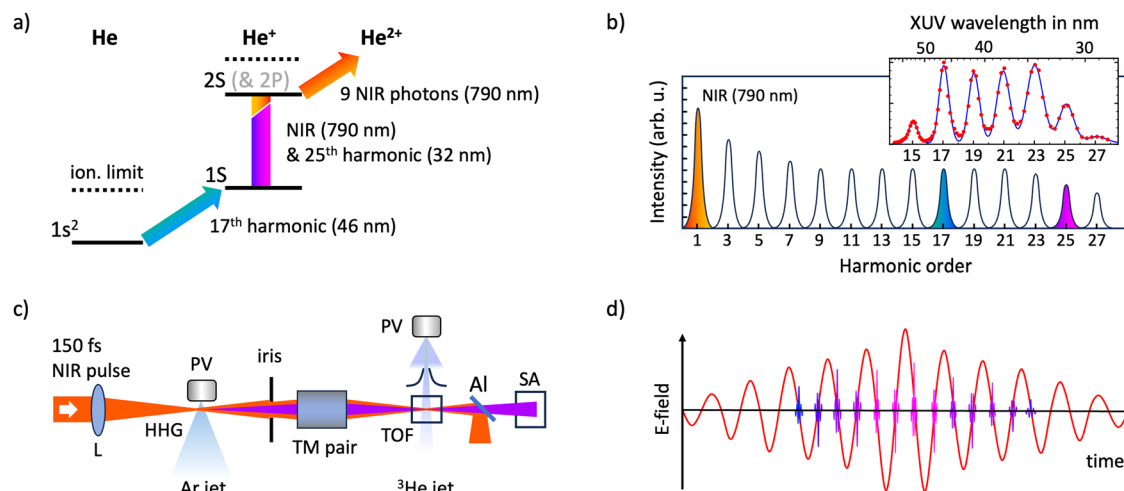 a)
He
He⁺
He²⁺
2S (& 2P)
9 NIR photons (790 nm)
NIR (790 nm)
& 25th harmonic (32 nm)
ion. limit
1S
1s²
17th harmonic (46 nm)
b)
XUV wavelength in nm
50 40 30
NIR (790 nm)
15 17 19 21 23 25 27
Intensity (arb. u.)
1 3 5 7 9 11 13 15 17 19 21 23 25 27
Harmonic order
c)
150 fs
NIR pulse
PV
iris
PV
Al
SA
HHG
L
TM pair
TOF
Ar jet
³He jet
d)
E-field
time